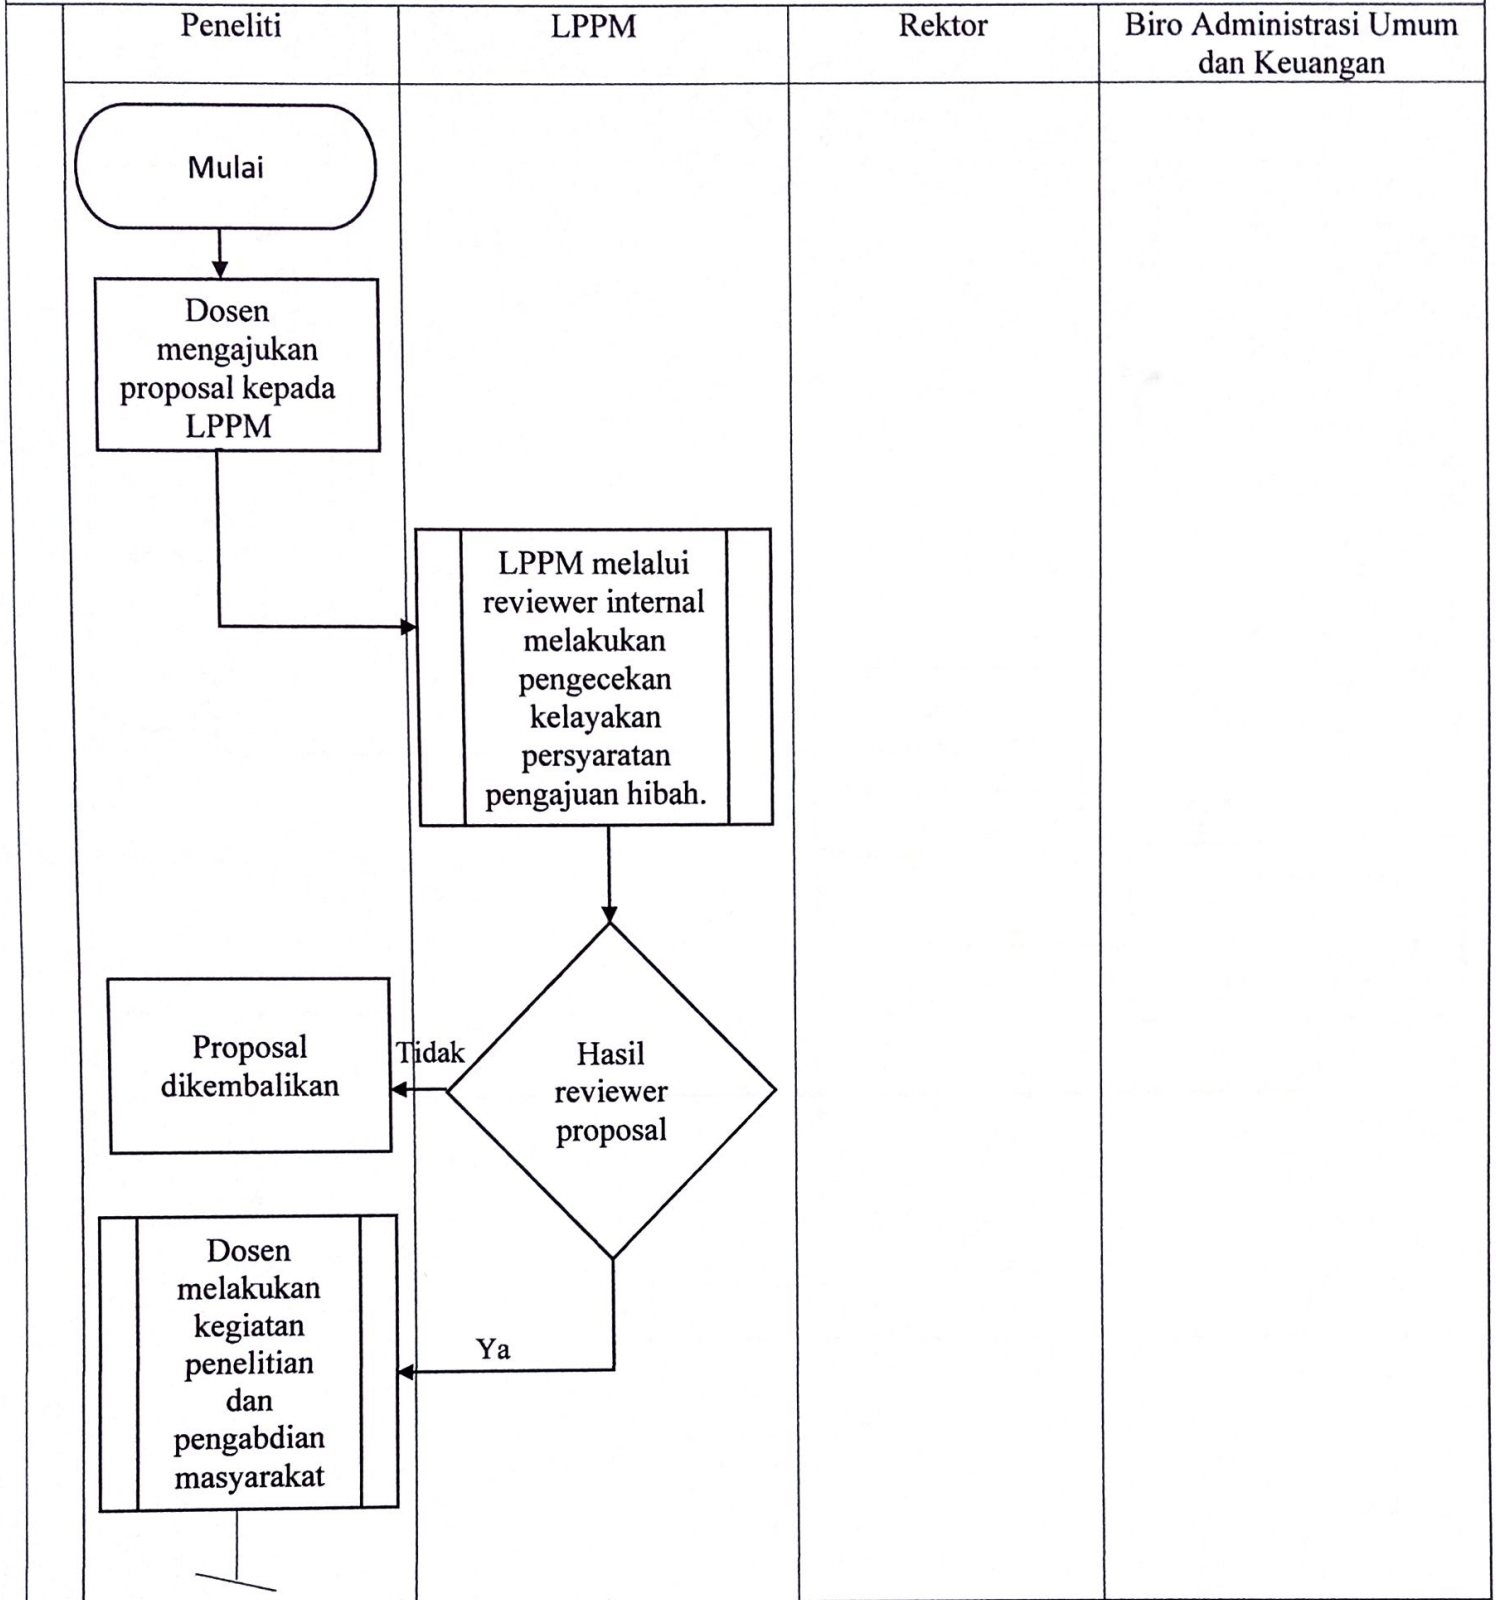 Peneliti
LPPM
Rektor
Biro Administrasi Umum
dan Keuangan
Mulai
Dosen
mengajukan
proposal kepada
LPPM
LPPM melalui
reviewer internal
melakukan
pengecekan
kelayakan
persyaratan
pengajuan hibah.
Proposal
dikembalikan
Tidak
Hasil
reviewer
proposal
Dosen
melakukan
kegiatan
penelitian
dan
pengabdian
masyarakat
Ya